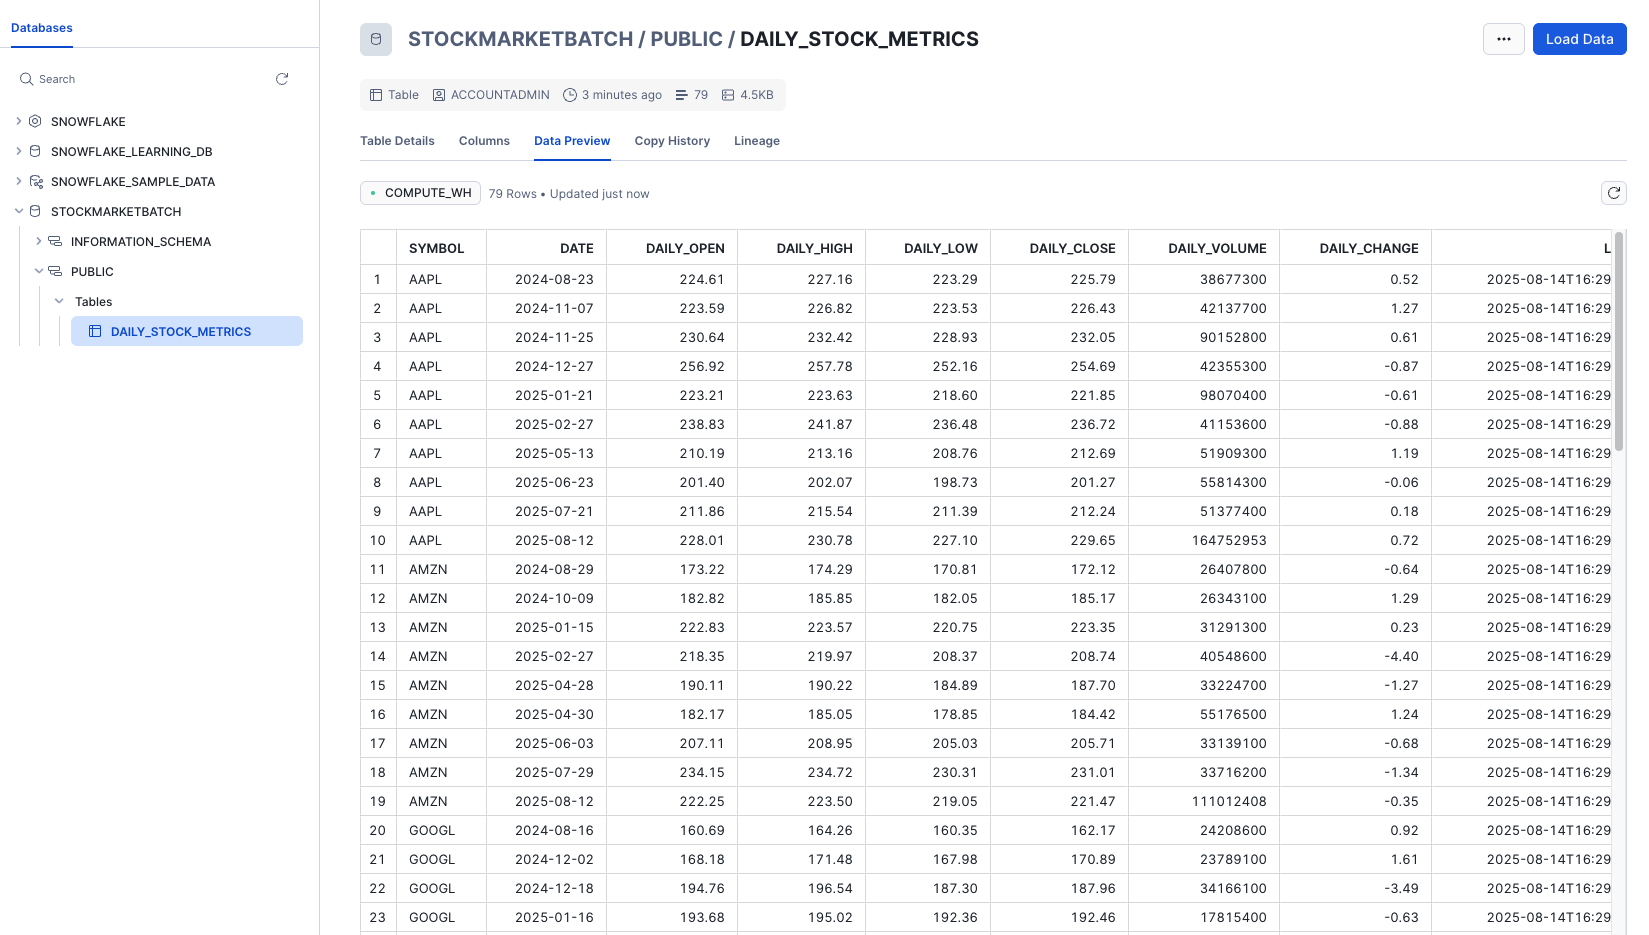 Databases
Search
SNOWFLAKE
SNOWFLAKE_LEARNING_DB
SNOWFLAKE_SAMPLE_DATA
STOCKMARKETBATCH
INFORMATION_SCHEMA
PUBLIC
Tables
DAILY_STOCK_METRICS
STOCKMARKETBATCH / PUBLIC / DAILY_STOCK_METRICS
... Load Data
Table ACCOUNTADMIN 3 minutes ago 79 4.5KB
Table Details Columns Data Preview Copy History Lineage
COMPUTE_WH 79 Rows • Updated just now
SYMBOL DATE DAILY_OPEN DAILY_HIGH DAILY_LOW DAILY_CLOSE DAILY_VOLUME DAILY_CHANGE L
1 AAPL 2024-08-23 224.61 227.16 223.29 225.79 38677300 0.52 2025-08-14T16:29
2 AAPL 2024-11-07 223.59 226.82 223.53 226.43 42137700 1.27 2025-08-14T16:29
3 AAPL 2024-11-25 230.64 232.42 228.93 232.05 90152800 0.61 2025-08-14T16:29
4 AAPL 2024-12-27 256.92 257.78 252.16 254.69 42355300 -0.87 2025-08-14T16:29
5 AAPL 2025-01-21 223.21 223.63 218.60 221.85 98070400 -0.61 2025-08-14T16:29
6 AAPL 2025-02-27 238.83 241.87 236.48 236.72 41153600 -0.88 2025-08-14T16:29
7 AAPL 2025-05-13 210.19 213.16 208.76 212.69 51909300 1.19 2025-08-14T16:29
8 AAPL 2025-06-23 201.40 202.07 198.73 201.27 55814300 -0.06 2025-08-14T16:29
9 AAPL 2025-07-21 211.86 215.54 211.39 212.24 51377400 0.18 2025-08-14T16:29
10 AAPL 2025-08-12 228.01 230.78 227.10 229.65 164752953 0.72 2025-08-14T16:29
11 AMZN 2024-08-29 173.22 174.29 170.81 172.12 26407800 -0.64 2025-08-14T16:29
12 AMZN 2024-10-09 182.82 185.85 182.05 185.17 26343100 1.29 2025-08-14T16:29
13 AMZN 2025-01-15 222.83 223.57 220.75 223.35 31291300 0.23 2025-08-14T16:29
14 AMZN 2025-02-27 218.35 219.97 208.37 208.74 40548600 -4.40 2025-08-14T16:29
15 AMZN 2025-04-28 190.11 190.22 184.89 187.70 33224700 -1.27 2025-08-14T16:29
16 AMZN 2025-04-30 182.17 185.05 178.85 184.42 55176500 1.24 2025-08-14T16:29
17 AMZN 2025-06-03 207.11 208.95 205.03 205.71 33139100 -0.68 2025-08-14T16:29
18 AMZN 2025-07-29 234.15 234.72 230.31 231.01 33716200 -1.34 2025-08-14T16:29
19 AMZN 2025-08-12 222.25 223.50 219.05 221.47 111012408 -0.35 2025-08-14T16:29
20 GOOGL 2024-08-16 160.69 164.26 160.35 162.17 24208600 0.92 2025-08-14T16:29
21 GOOGL 2024-12-02 168.18 171.48 167.98 170.89 23789100 1.61 2025-08-14T16:29
22 GOOGL 2024-12-18 194.76 196.54 187.30 187.96 34166100 -3.49 2025-08-14T16:29
23 GOOGL 2025-01-16 193.68 195.02 192.36 192.46 17815400 -0.63 2025-08-14T16:29